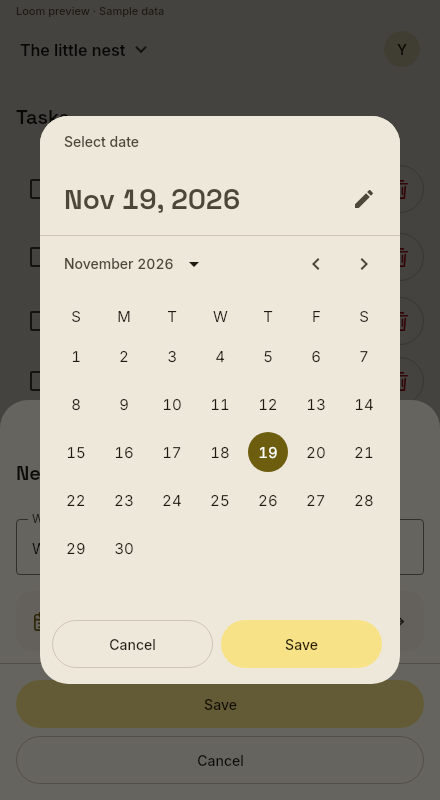 Loom preview · Sample data
The little nest
Y
Tasks
Select date
Nov 19, 2026
November 2026
S M T W T F S
1 2 3 4 5 6 7
8 9 10 11 12 13 14
15 16 17 18 19 20 21
22 23 24 25 26 27 28
29 30
Ne
W
W
Cancel Save
Save
Cancel